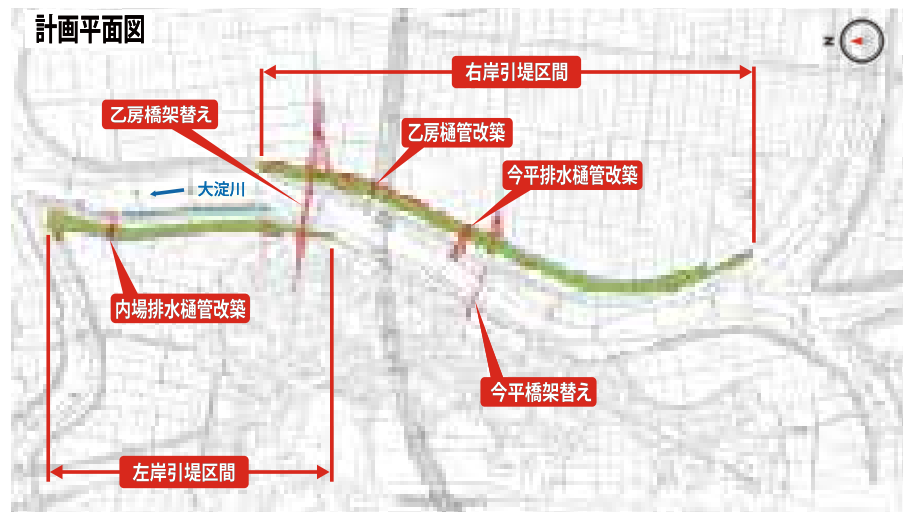 計画平面図
N
右岸引堤区間
乙房橋架替え
乙房樋管改築
今平排水樋管改築
大淀川
内場排水樋管改築
今平橋架替え
左岸引堤区間